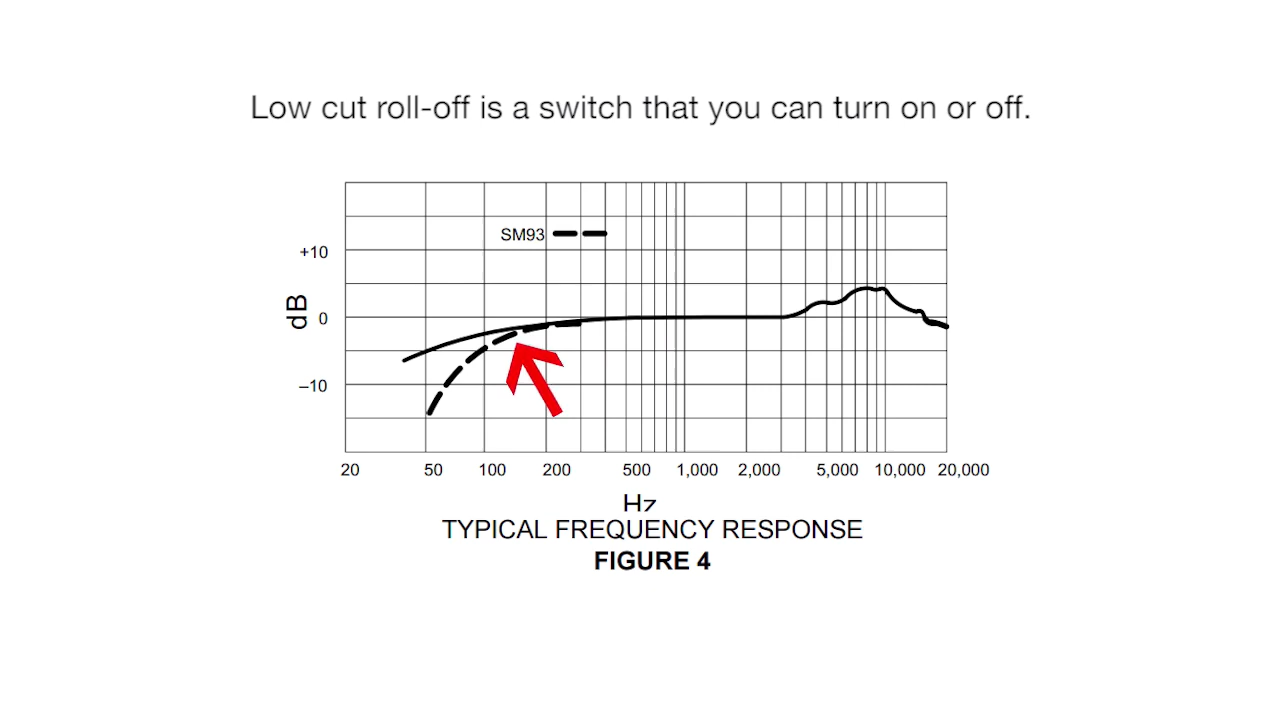 Low cut roll-off is a switch that you can turn on or off.
SM93
+10
dB
0
–10
20 50 100 200 500 1,000 2,000 5,000 10,000 20,000
Hz
TYPICAL FREQUENCY RESPONSE
FIGURE 4